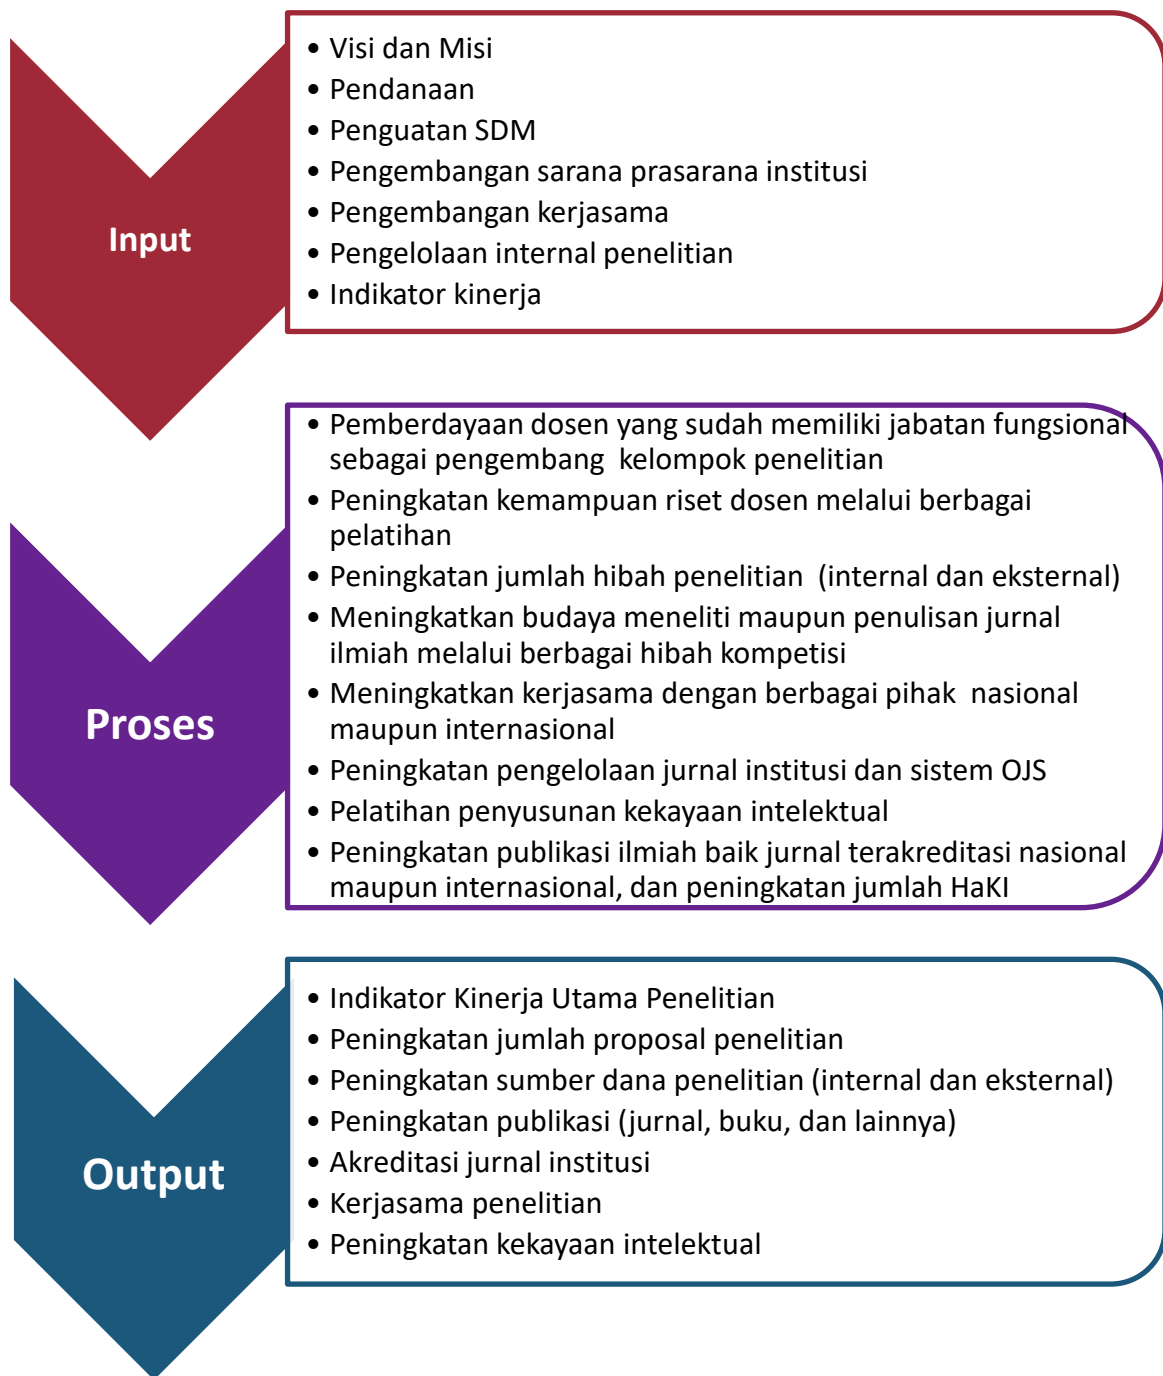 Input
• Visi dan Misi
• Pendanaan
• Penguatan SDM
• Pengembangan sarana prasarana institusi
• Pengembangan kerjasama
• Pengelolaan internal penelitian
• Indikator kinerja
Proses
• Pemberdayaan dosen yang sudah memiliki jabatan fungsional
sebagai pengembang kelompok penelitian
• Peningkatan kemampuan riset dosen melalui berbagai
pelatihan
• Peningkatan jumlah hibah penelitian (internal dan eksternal)
• Meningkatkan budaya meneliti maupun penulisan jurnal
ilmiah melalui berbagai hibah kompetisi
• Meningkatkan kerjasama dengan berbagai pihak nasional
maupun internasional
• Peningkatan pengelolaan jurnal institusi dan sistem OJS
• Pelatihan penyusunan kekayaan intelektual
• Peningkatan publikasi ilmiah baik jurnal terakreditasi nasional
maupun internasional, dan peningkatan jumlah HaKI
Output
• Indikator Kinerja Utama Penelitian
• Peningkatan jumlah proposal penelitian
• Peningkatan sumber dana penelitian (internal dan eksternal)
• Peningkatan publikasi (jurnal, buku, dan lainnya)
• Akreditasi jurnal institusi
• Kerjasama penelitian
• Peningkatan kekayaan intelektual